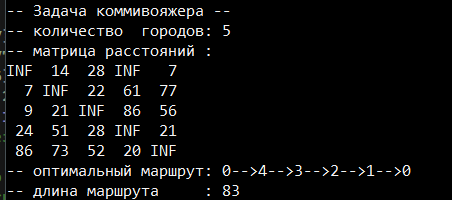 -- Задача коммивояжера --
-- количество  городов: 5
-- матрица расстояний :
INF  14  28 INF   7
  7 INF  22  61  77
  9  21 INF  86  56
 24  51  28 INF  21
 86  73  52  20 INF
-- оптимальный маршрут: 0-->4-->3-->2-->1-->0
-- длина маршрута     : 83